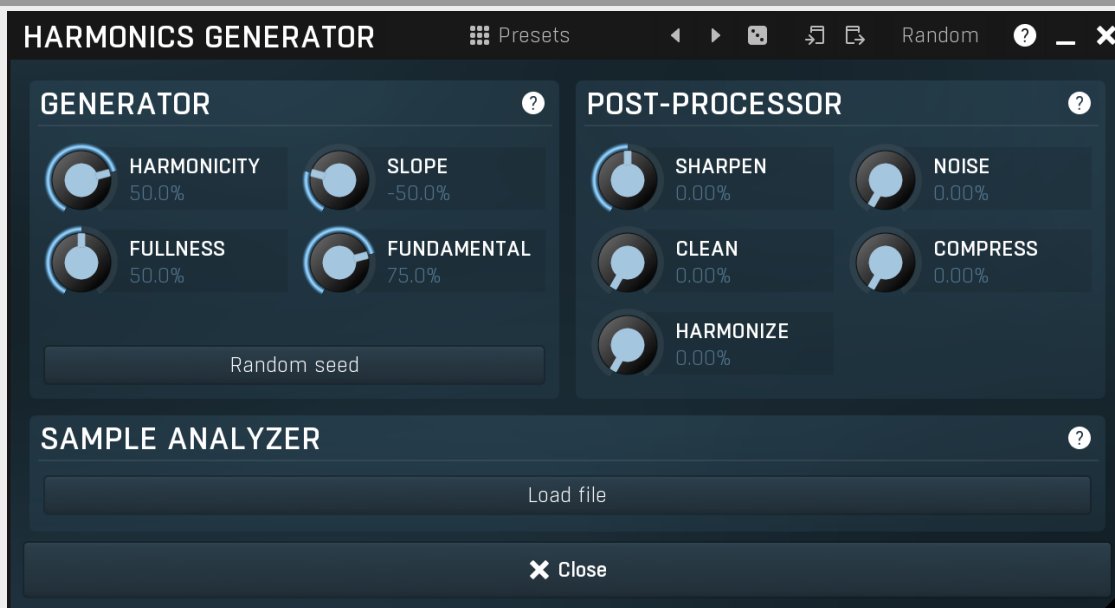 HARMONICS GENERATOR Presets Random ?
GENERATOR ?
HARMONICITY SLOPE
50.0% -50.0%
FULLNESS FUNDAMENTAL
50.0% 75.0%
Random seed
POST-PROCESSOR ?
SHARPEN NOISE
0.00% 0.00%
CLEAN COMPRESS
0.00% 0.00%
HARMONIZE
0.00%
SAMPLE ANALYZER ?
Load file
Close